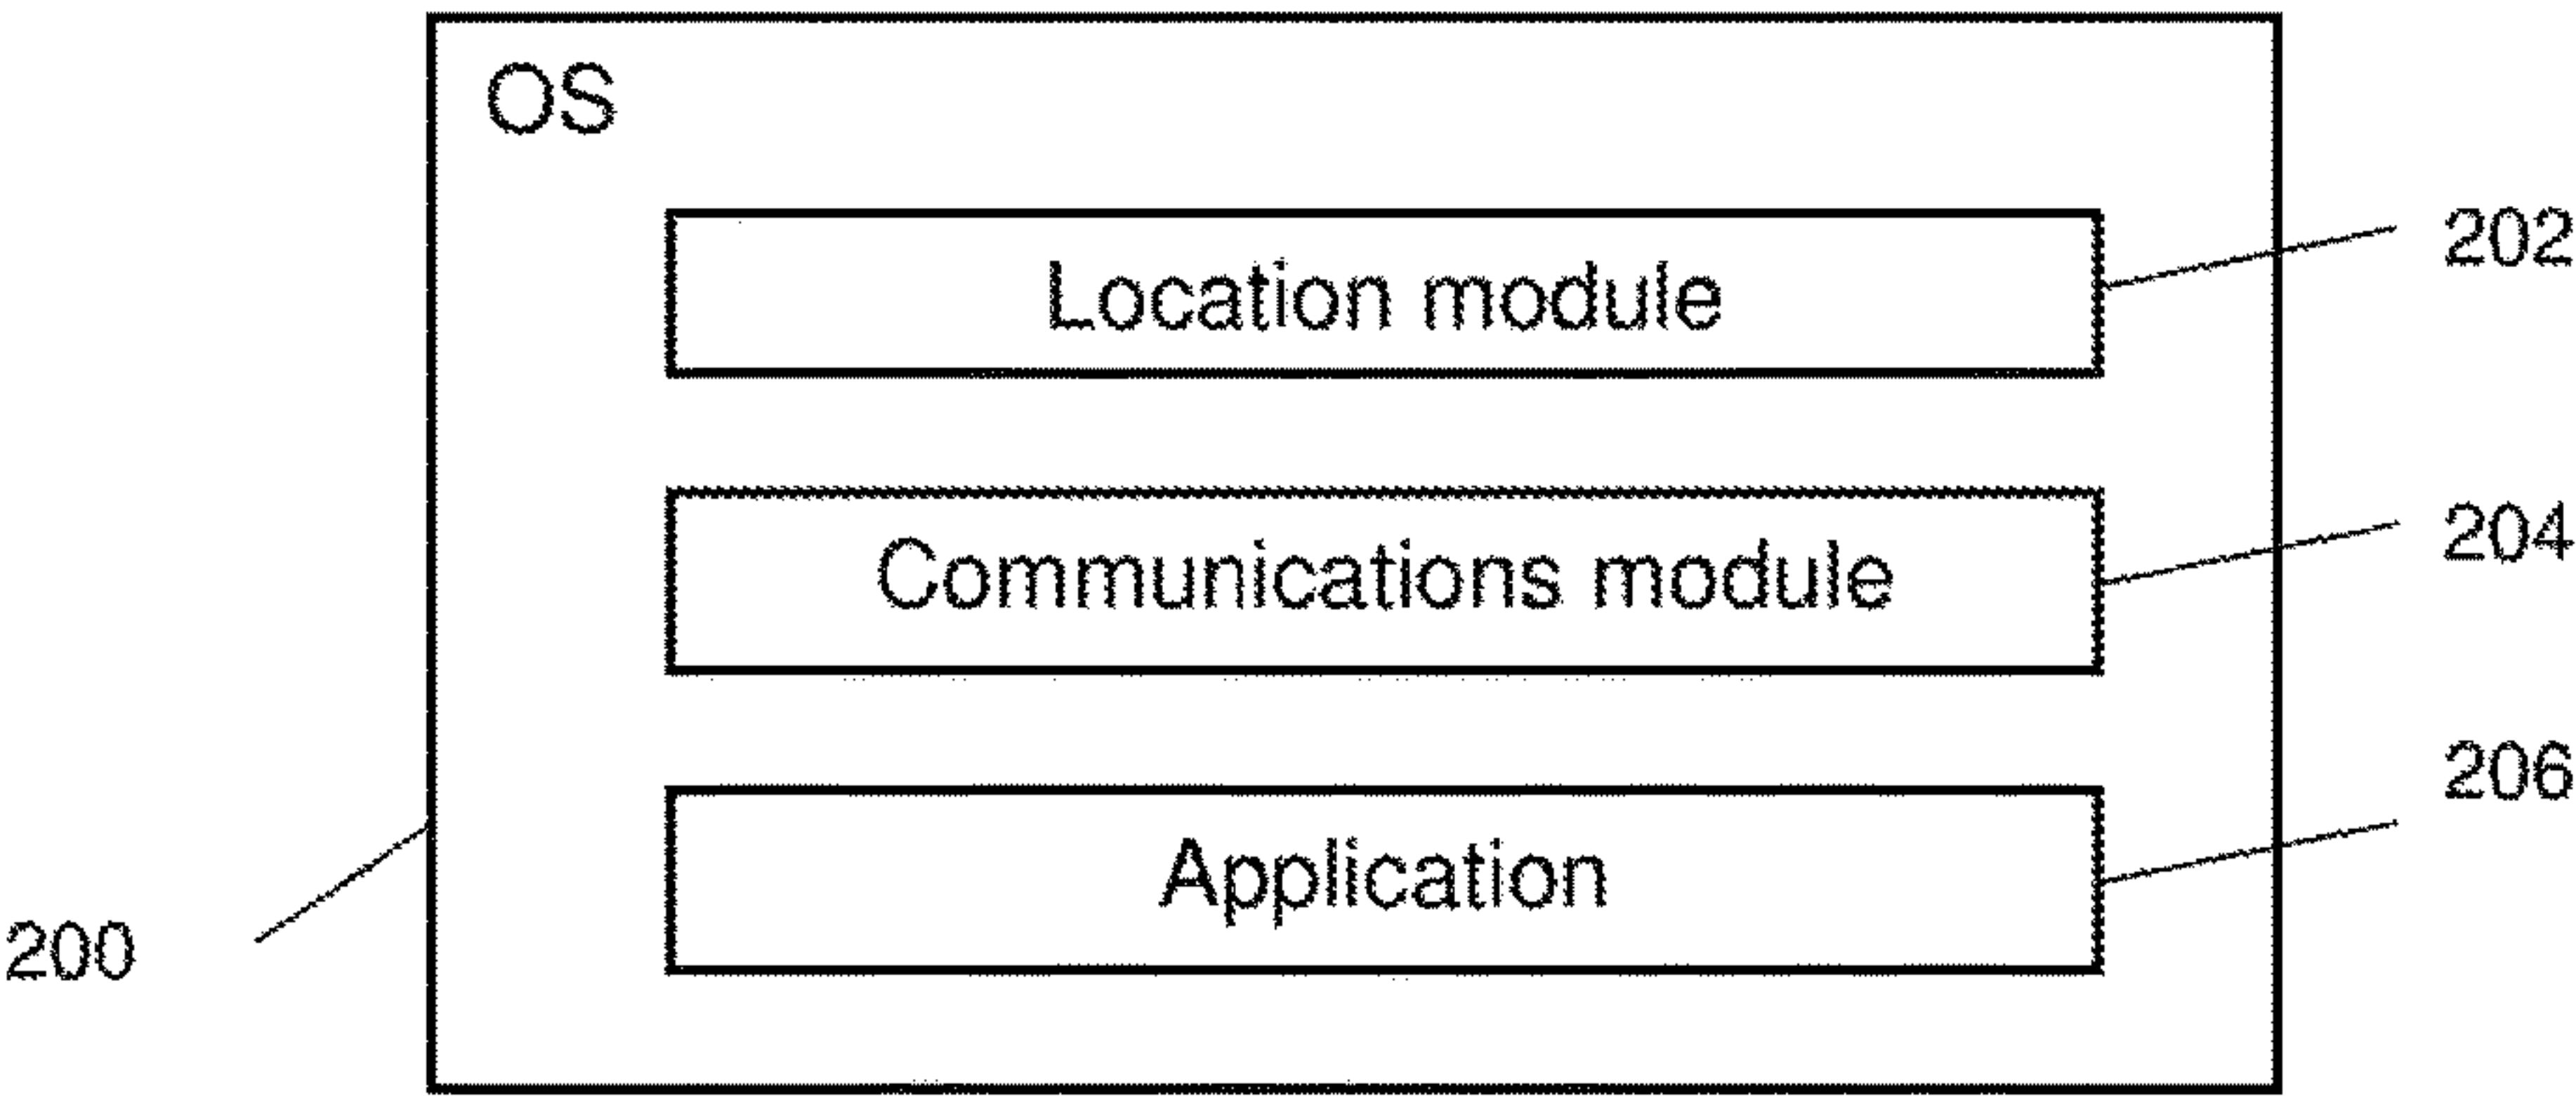 OS
Location module
202
Communications module
204
206
Application
200